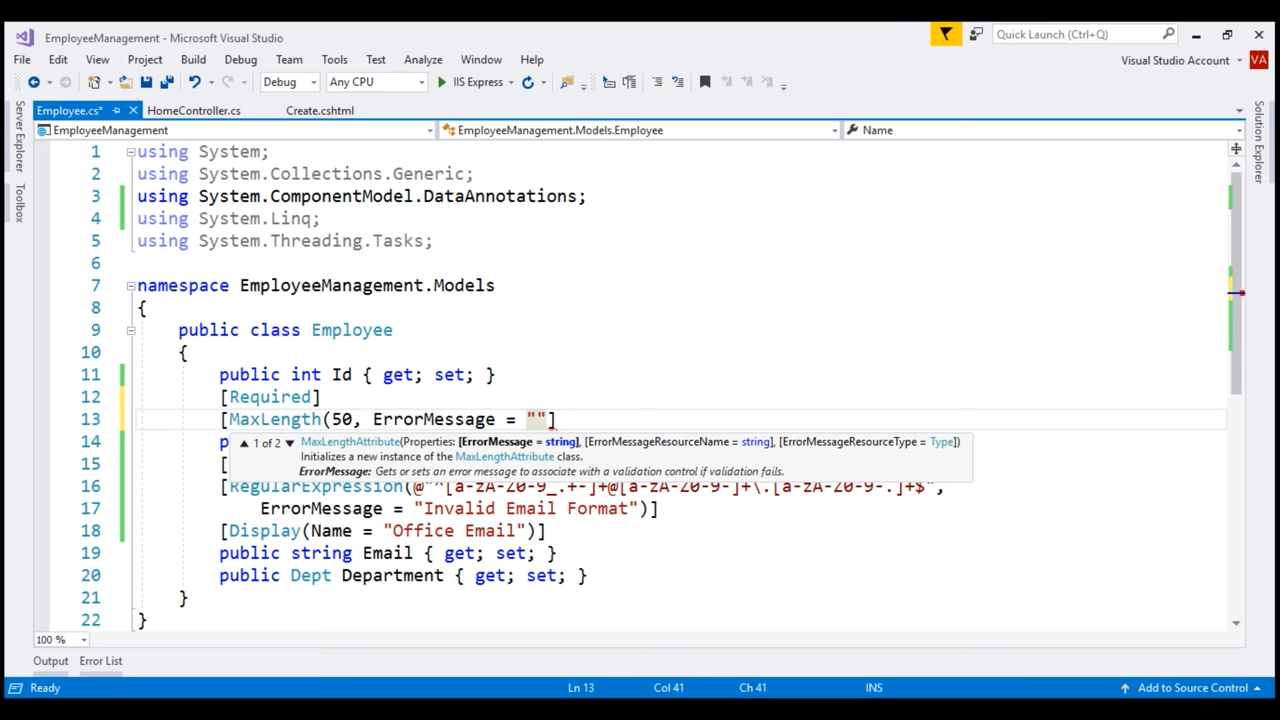 EmployeeManagement - Microsoft Visual Studio
Quick Launch (Ctrl+Q)
File Edit View Project Build Debug Team Tools Test Analyze Window Help
Visual Studio Account VA
Debug Any CPU IIS Express
Employee.cs* HomeController.cs Create.cshtml
EmployeeManagement EmployeeManagement.Models.Employee Name
Server Explorer
Toolbox
Solution Explorer
1 using System;
2 using System.Collections.Generic;
3 using System.ComponentModel.DataAnnotations;
4 using System.Linq;
5 using System.Threading.Tasks;
6
7 namespace EmployeeManagement.Models
8 {
9 public class Employee
10 {
11 public int Id { get; set; }
12 [Required]
13 [MaxLength(50, ErrorMessage = ""]
14 p
1 of 2 MaxLengthAttribute(Properties: [ErrorMessage = string], [ErrorMessageResourceName = string], [ErrorMessageResourceType = Type])
Initializes a new instance of the MaxLengthAttribute class.
15 [
ErrorMessage: Gets or sets an error message to associate with a validation control if validation fails.
16 [RegularExpression(@"^[a-zA-Z0-9_.+-]+@[a-zA-Z0-9-]+\.[a-zA-Z0-9-.]+$",
17 ErrorMessage = "Invalid Email Format")]
18 [Display(Name = "Office Email")]
19 public string Email { get; set; }
20 public Dept Department { get; set; }
21 }
22 }
100 %
Output Error List
Ready Ln 13 Col 41 Ch 41 INS Add to Source Control